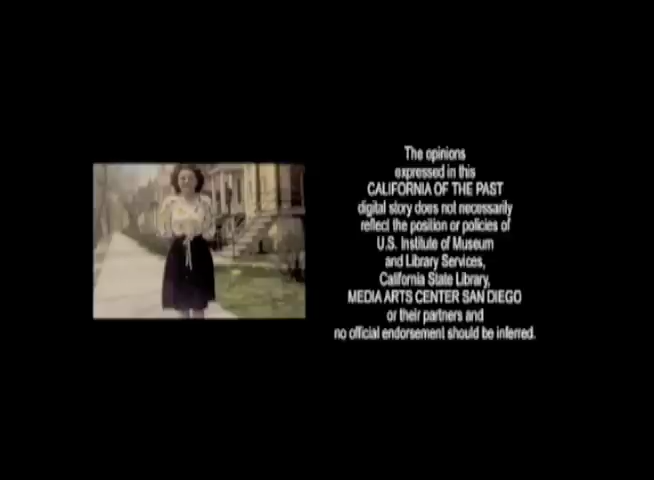 The opinions
expressed in this
CALIFORNIA OF THE PAST
digital story does not necessarily
reflect the position or policies of
U.S. Institute of Museum
and Library Services,
California State Library,
MEDIA ARTS CENTER SAN DIEGO
or their partners and
no official endorsement should be inferred.